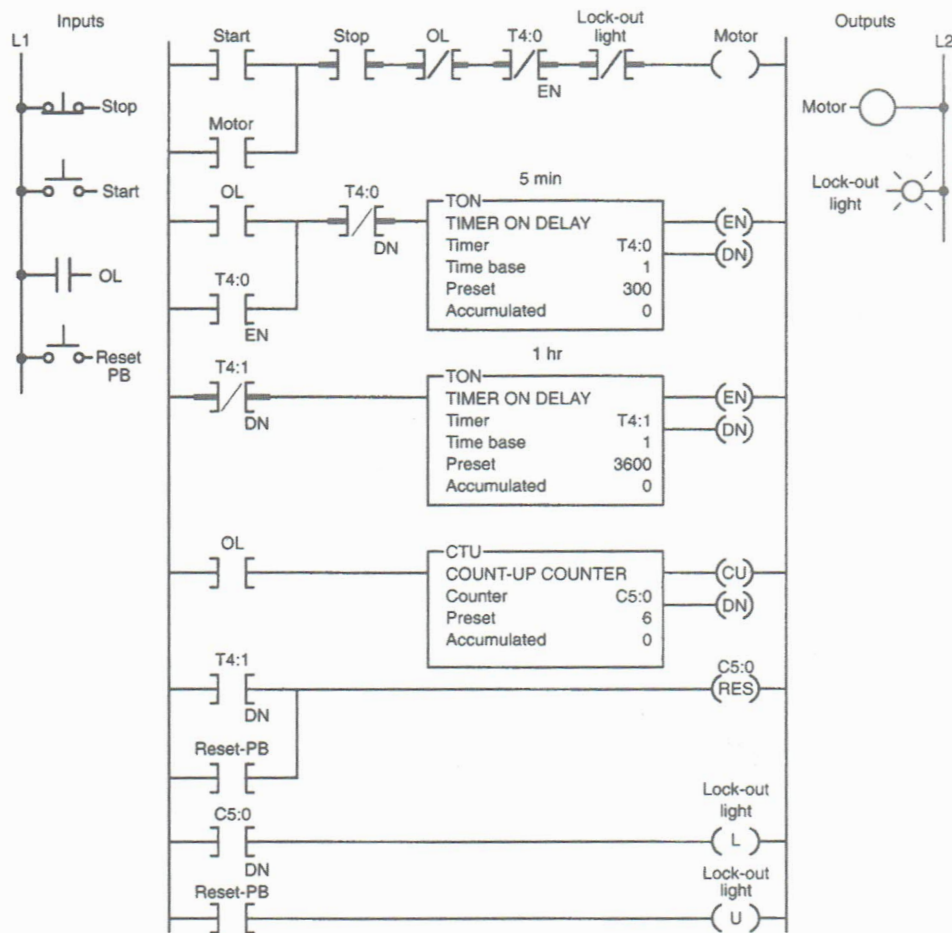 Inputs
L1
Stop
Start
OL
Reset
PB
Start
Stop
OL
T4:0
EN
Lock-out
light
Motor
Motor
OL
T4:0
DN
T4:0
EN
5 min
TON
TIMER ON DELAY
Timer T4:0
Time base 1
Preset 300
Accumulated 0
EN
DN
T4:1
DN
1 hr
TON
TIMER ON DELAY
Timer T4:1
Time base 1
Preset 3600
Accumulated 0
EN
DN
OL
CTU
COUNT-UP COUNTER
Counter C5:0
Preset 6
Accumulated 0
CU
DN
T4:1
DN
C5:0
RES
Reset-PB
C5:0
DN
Lock-out
light
L
Reset-PB
Lock-out
light
U
Outputs
L2
Motor
Lock-out
light